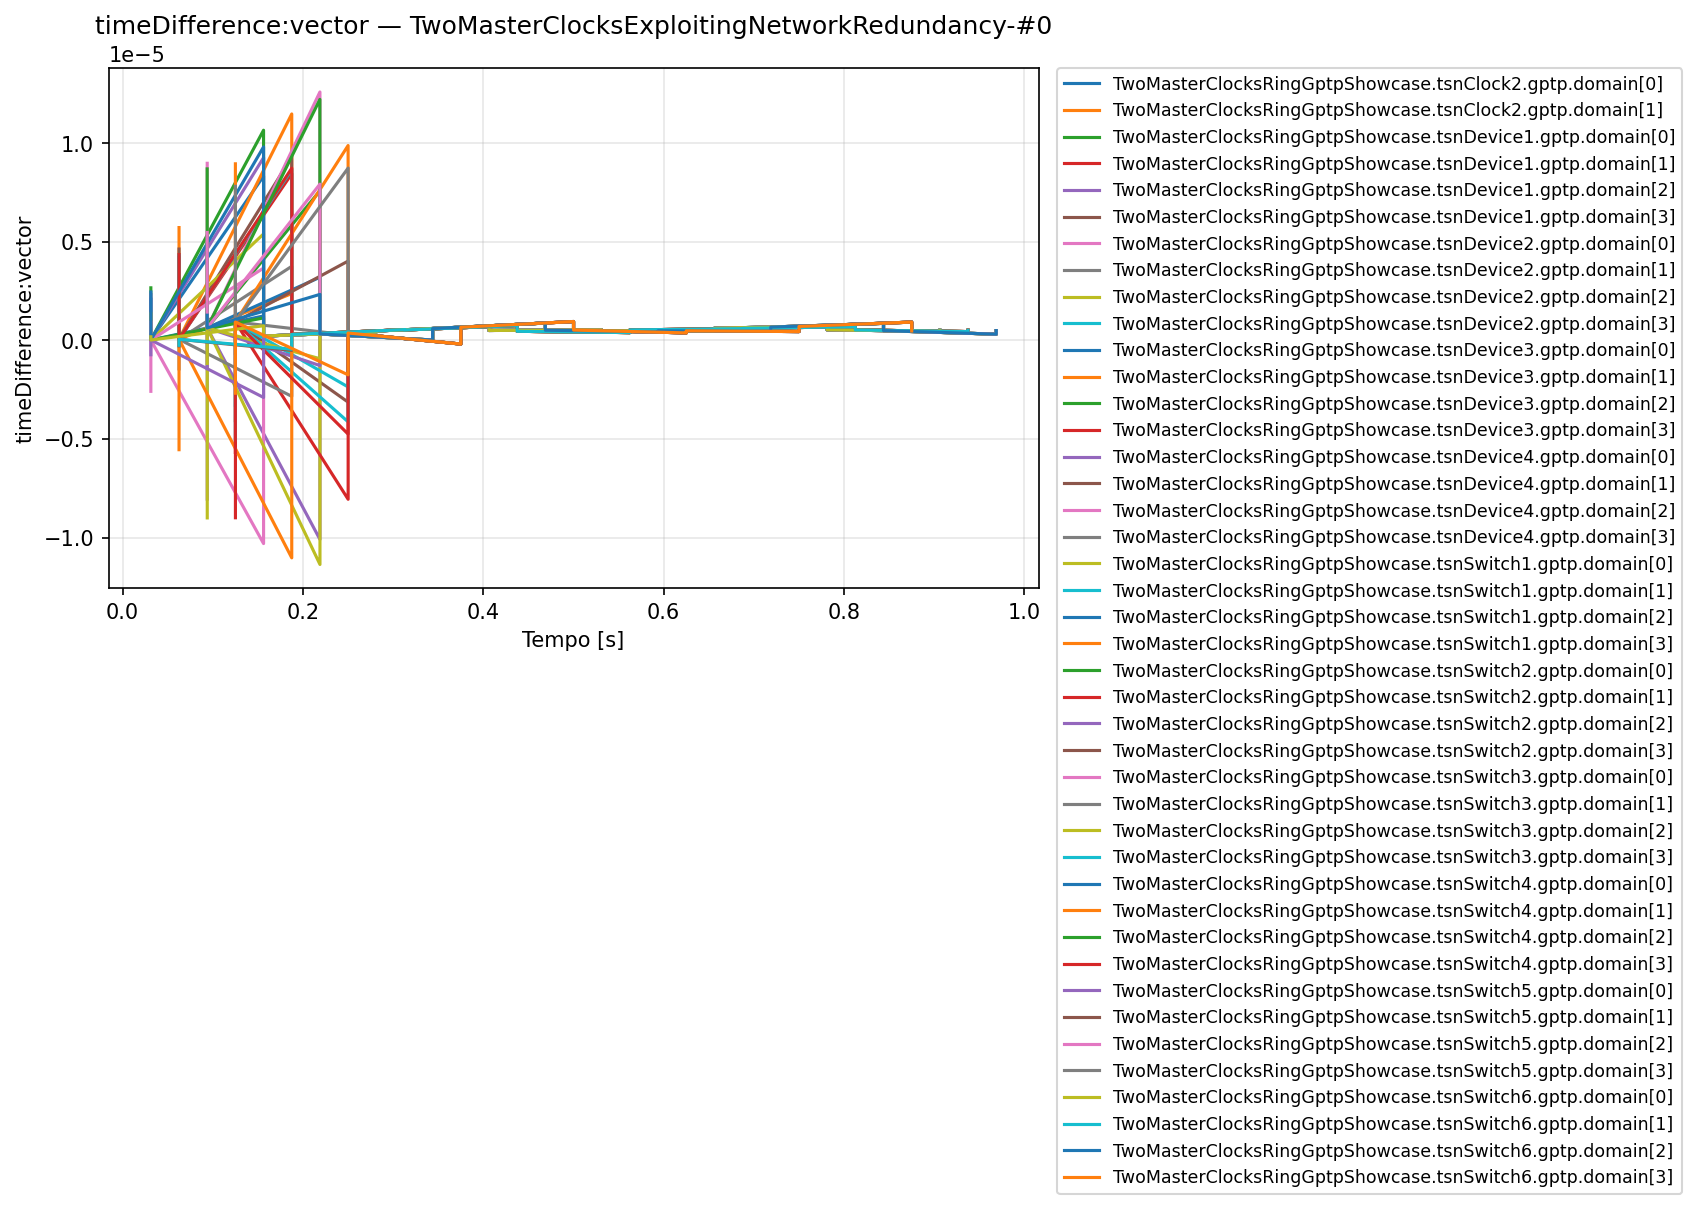 timeDifference:vector — TwoMasterClocksExploitingNetworkRedundancy-#0
1e−5
1.0
0.5
0.0
−0.5
−1.0
timeDifference:vector
0.0 0.2 0.4 0.6 0.8 1.0
Tempo [s]
TwoMasterClocksRingGptpShowcase.tsnClock2.gptp.domain[0]
TwoMasterClocksRingGptpShowcase.tsnClock2.gptp.domain[1]
TwoMasterClocksRingGptpShowcase.tsnDevice1.gptp.domain[0]
TwoMasterClocksRingGptpShowcase.tsnDevice1.gptp.domain[1]
TwoMasterClocksRingGptpShowcase.tsnDevice1.gptp.domain[2]
TwoMasterClocksRingGptpShowcase.tsnDevice1.gptp.domain[3]
TwoMasterClocksRingGptpShowcase.tsnDevice2.gptp.domain[0]
TwoMasterClocksRingGptpShowcase.tsnDevice2.gptp.domain[1]
TwoMasterClocksRingGptpShowcase.tsnDevice2.gptp.domain[2]
TwoMasterClocksRingGptpShowcase.tsnDevice2.gptp.domain[3]
TwoMasterClocksRingGptpShowcase.tsnDevice3.gptp.domain[0]
TwoMasterClocksRingGptpShowcase.tsnDevice3.gptp.domain[1]
TwoMasterClocksRingGptpShowcase.tsnDevice3.gptp.domain[2]
TwoMasterClocksRingGptpShowcase.tsnDevice3.gptp.domain[3]
TwoMasterClocksRingGptpShowcase.tsnDevice4.gptp.domain[0]
TwoMasterClocksRingGptpShowcase.tsnDevice4.gptp.domain[1]
TwoMasterClocksRingGptpShowcase.tsnDevice4.gptp.domain[2]
TwoMasterClocksRingGptpShowcase.tsnDevice4.gptp.domain[3]
TwoMasterClocksRingGptpShowcase.tsnSwitch1.gptp.domain[0]
TwoMasterClocksRingGptpShowcase.tsnSwitch1.gptp.domain[1]
TwoMasterClocksRingGptpShowcase.tsnSwitch1.gptp.domain[2]
TwoMasterClocksRingGptpShowcase.tsnSwitch1.gptp.domain[3]
TwoMasterClocksRingGptpShowcase.tsnSwitch2.gptp.domain[0]
TwoMasterClocksRingGptpShowcase.tsnSwitch2.gptp.domain[1]
TwoMasterClocksRingGptpShowcase.tsnSwitch2.gptp.domain[2]
TwoMasterClocksRingGptpShowcase.tsnSwitch2.gptp.domain[3]
TwoMasterClocksRingGptpShowcase.tsnSwitch3.gptp.domain[0]
TwoMasterClocksRingGptpShowcase.tsnSwitch3.gptp.domain[1]
TwoMasterClocksRingGptpShowcase.tsnSwitch3.gptp.domain[2]
TwoMasterClocksRingGptpShowcase.tsnSwitch3.gptp.domain[3]
TwoMasterClocksRingGptpShowcase.tsnSwitch4.gptp.domain[0]
TwoMasterClocksRingGptpShowcase.tsnSwitch4.gptp.domain[1]
TwoMasterClocksRingGptpShowcase.tsnSwitch4.gptp.domain[2]
TwoMasterClocksRingGptpShowcase.tsnSwitch4.gptp.domain[3]
TwoMasterClocksRingGptpShowcase.tsnSwitch5.gptp.domain[0]
TwoMasterClocksRingGptpShowcase.tsnSwitch5.gptp.domain[1]
TwoMasterClocksRingGptpShowcase.tsnSwitch5.gptp.domain[2]
TwoMasterClocksRingGptpShowcase.tsnSwitch5.gptp.domain[3]
TwoMasterClocksRingGptpShowcase.tsnSwitch6.gptp.domain[0]
TwoMasterClocksRingGptpShowcase.tsnSwitch6.gptp.domain[1]
TwoMasterClocksRingGptpShowcase.tsnSwitch6.gptp.domain[2]
TwoMasterClocksRingGptpShowcase.tsnSwitch6.gptp.domain[3]